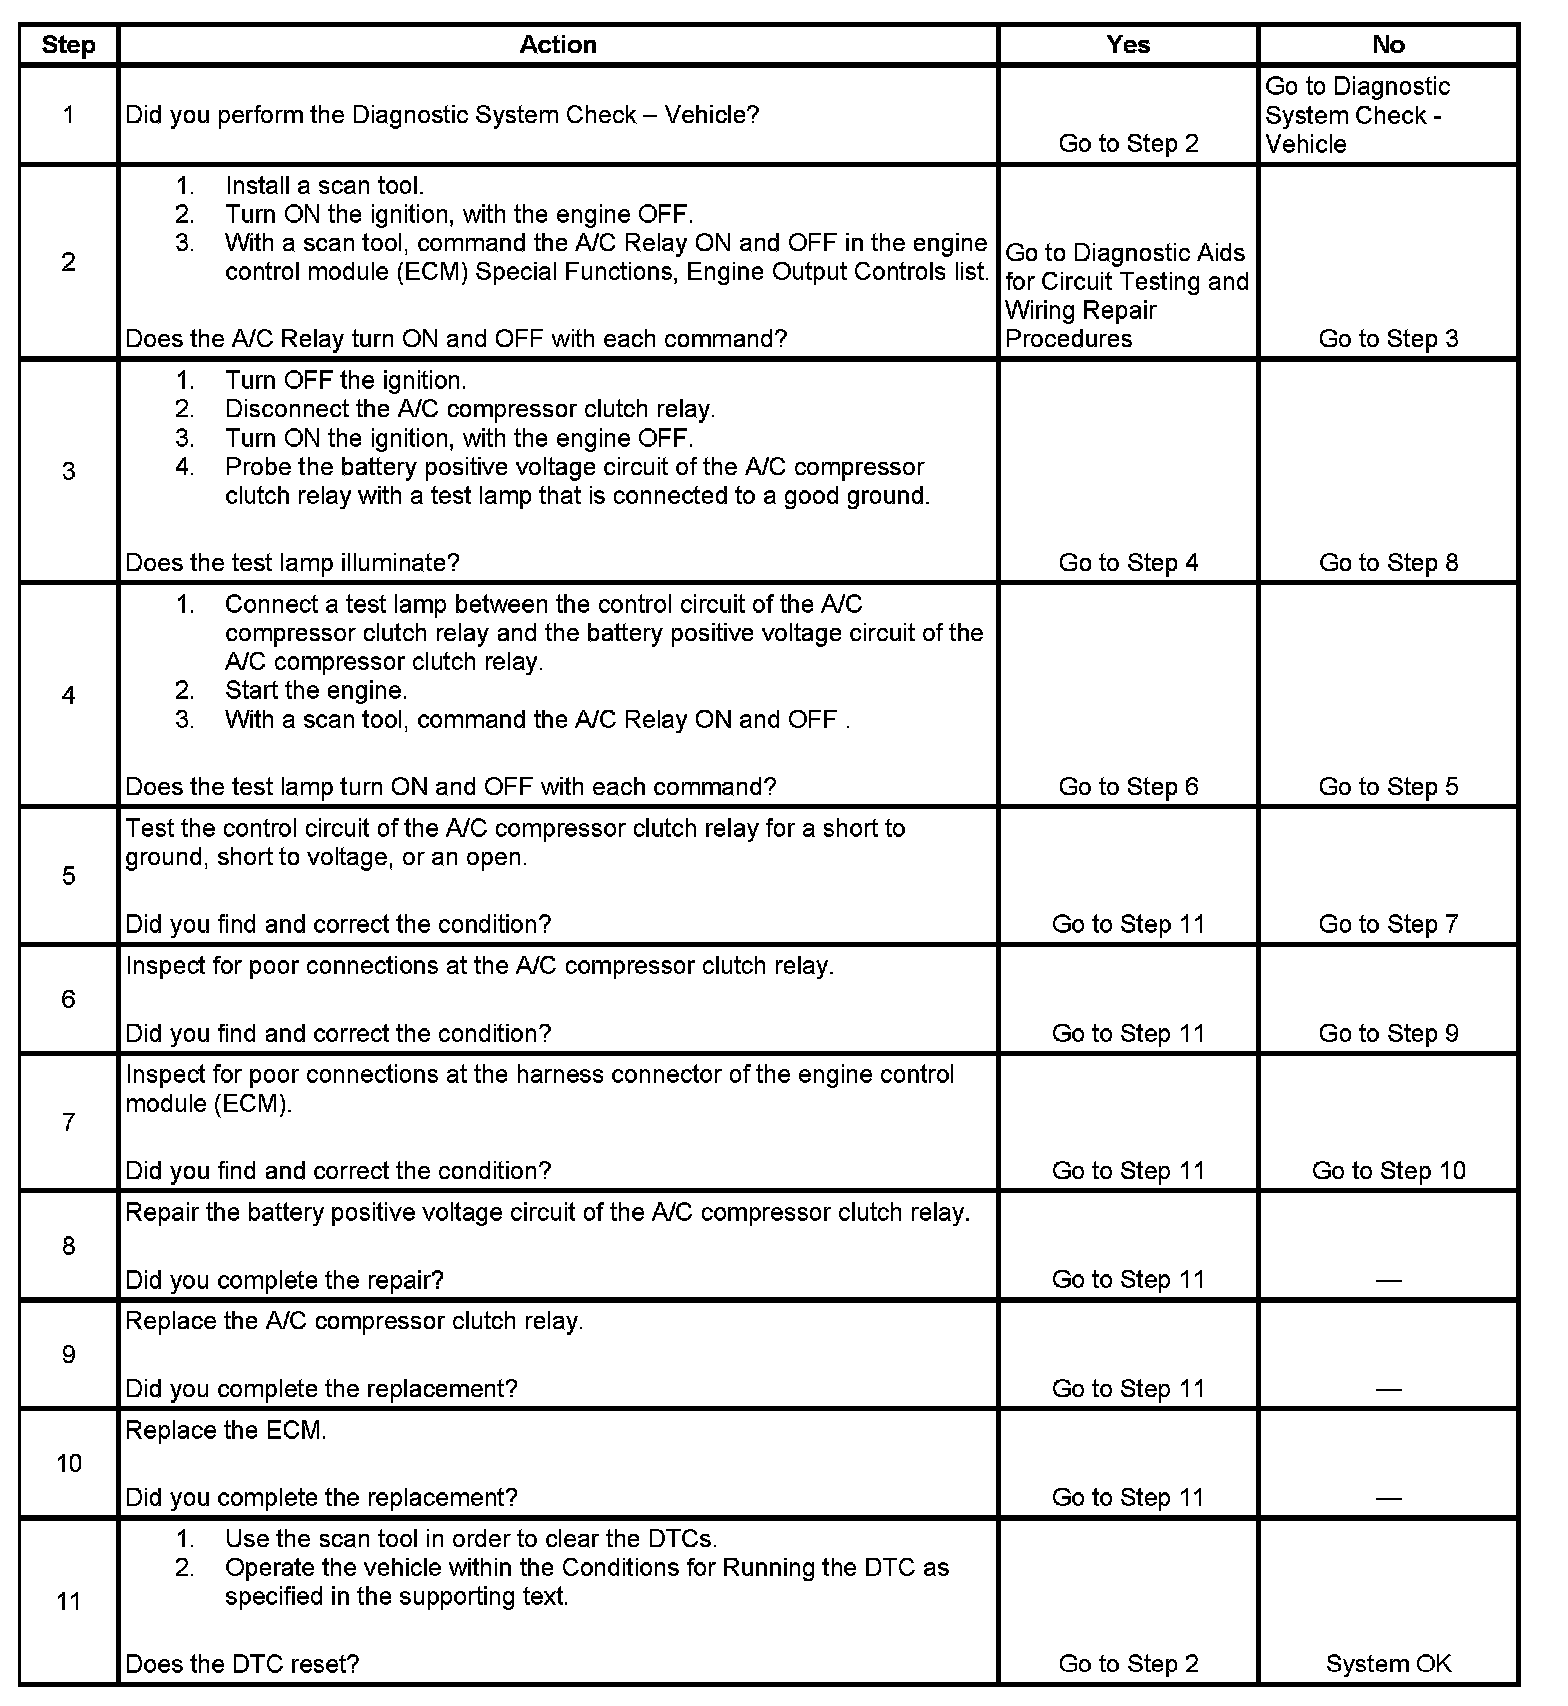 Step Action Yes No
1 Did you perform the Diagnostic System Check – Vehicle?
Go to Step 2
Go to Diagnostic
System Check -
Vehicle
2
1. Install a scan tool.
2. Turn ON the ignition, with the engine OFF.
3. With a scan tool, command the A/C Relay ON and OFF in the engine
control module (ECM) Special Functions, Engine Output Controls list.
Does the A/C Relay turn ON and OFF with each command?
Go to Diagnostic Aids
for Circuit Testing and
Wiring Repair
Procedures
Go to Step 3
3
1. Turn OFF the ignition.
2. Disconnect the A/C compressor clutch relay.
3. Turn ON the ignition, with the engine OFF.
4. Probe the battery positive voltage circuit of the A/C compressor
clutch relay with a test lamp that is connected to a good ground.
Does the test lamp illuminate?
Go to Step 4
Go to Step 8
4
1. Connect a test lamp between the control circuit of the A/C
compressor clutch relay and the battery positive voltage circuit of the
A/C compressor clutch relay.
2. Start the engine.
3. With a scan tool, command the A/C Relay ON and OFF .
Does the test lamp turn ON and OFF with each command?
Go to Step 6
Go to Step 5
5
Test the control circuit of the A/C compressor clutch relay for a short to
ground, short to voltage, or an open.
Did you find and correct the condition?
Go to Step 11
Go to Step 7
6
Inspect for poor connections at the A/C compressor clutch relay.
Did you find and correct the condition?
Go to Step 11
Go to Step 9
7
Inspect for poor connections at the harness connector of the engine control
module (ECM).
Did you find and correct the condition?
Go to Step 11
Go to Step 10
8
Repair the battery positive voltage circuit of the A/C compressor clutch relay.
Did you complete the repair?
Go to Step 11
—
9
Replace the A/C compressor clutch relay.
Did you complete the replacement?
Go to Step 11
—
10
Replace the ECM.
Did you complete the replacement?
Go to Step 11
—
11
1. Use the scan tool in order to clear the DTCs.
2. Operate the vehicle within the Conditions for Running the DTC as
specified in the supporting text.
Does the DTC reset?
Go to Step 2
System OK